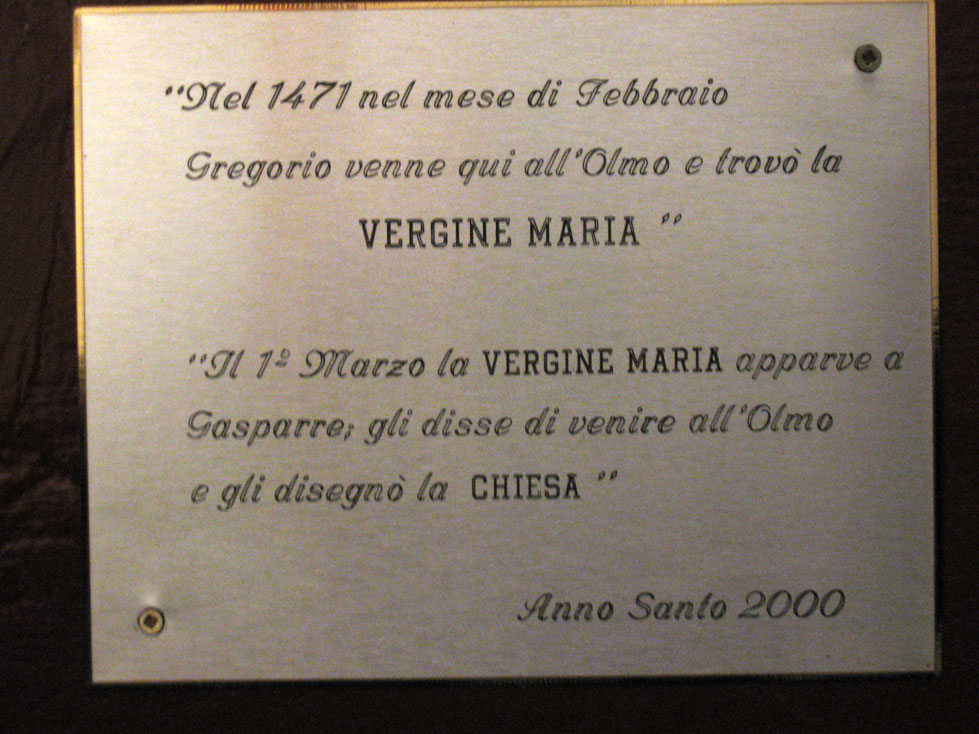 "Nel 1471 nel mese di Febbraio
Gregorio venne qui all'Olmo e trovò la
VERGINE MARIA "
"Il 1º Marzo la VERGINE MARIA apparve a
Gasparre; gli disse di venire all'Olmo
e gli disegnò la CHIESA "
Anno Santo 2000